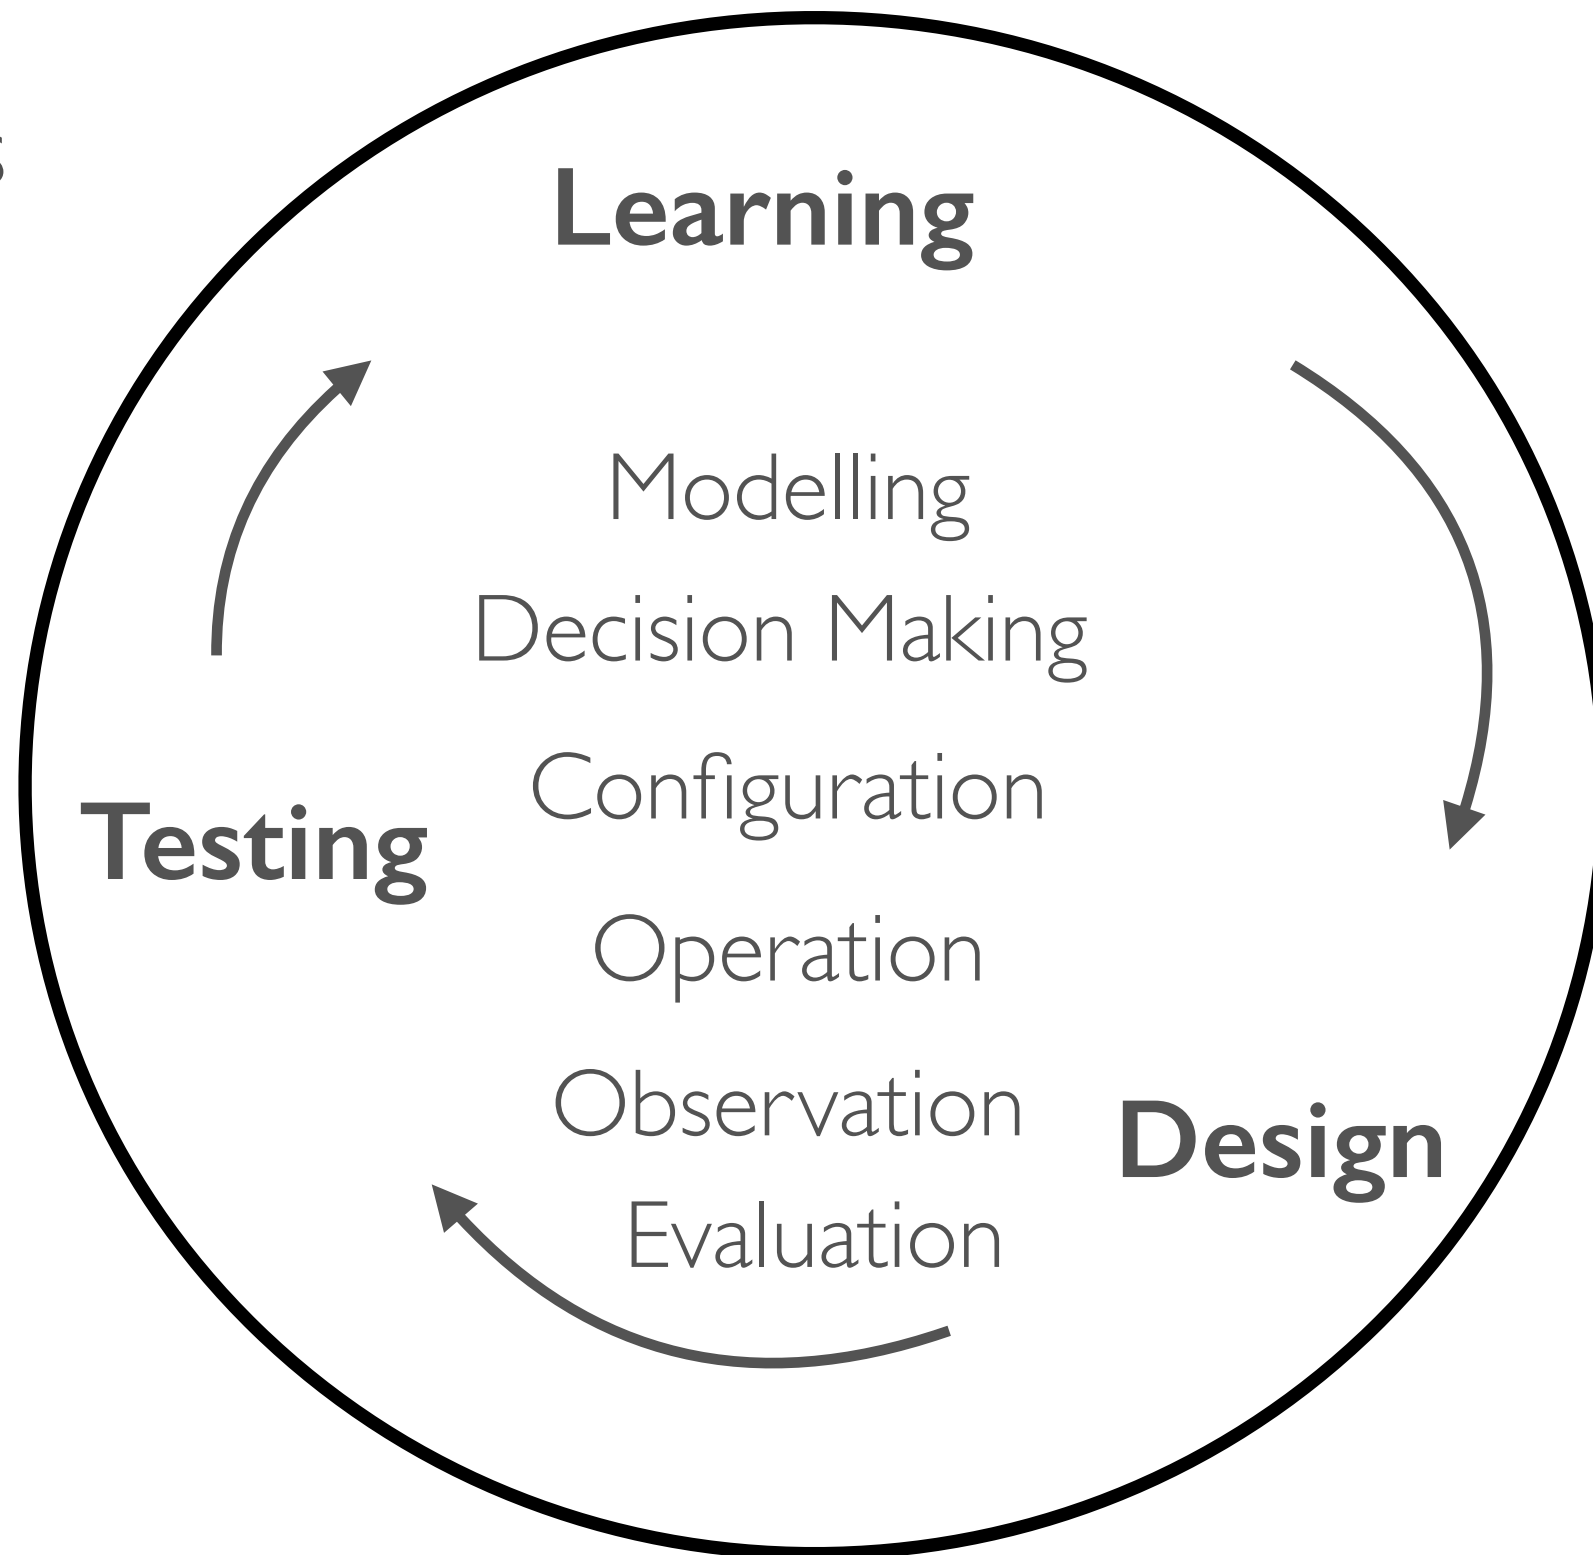 Learning
Modelling
Decision Making
Configuration
Testing
Operation
Observation
Design
Evaluation